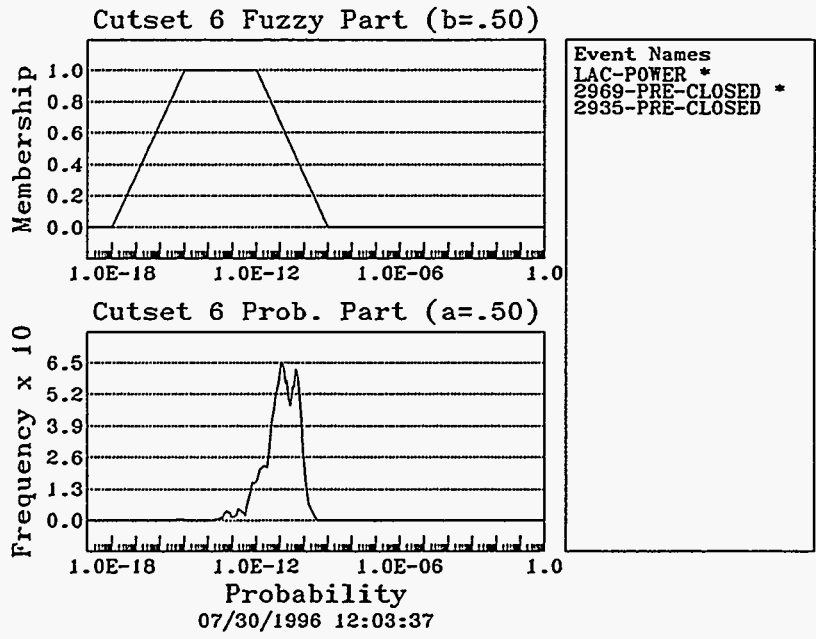 Cutset 6 Fuzzy Part (b=.50)
Membership
1.0
0.8
0.6
0.4
0.2
0.0
1.0E-18 1.0E-12 1.0E-06 1.0
Event Names
LAC-POWER *
2969-PRE-CLOSED *
2935-PRE-CLOSED
Cutset 6 Prob. Part (a=.50)
Frequency x 10
6.5
5.2
3.9
2.6
1.3
0.0
1.0E-18 1.0E-12 1.0E-06 1.0
Probability
07/30/1996 12:03:37